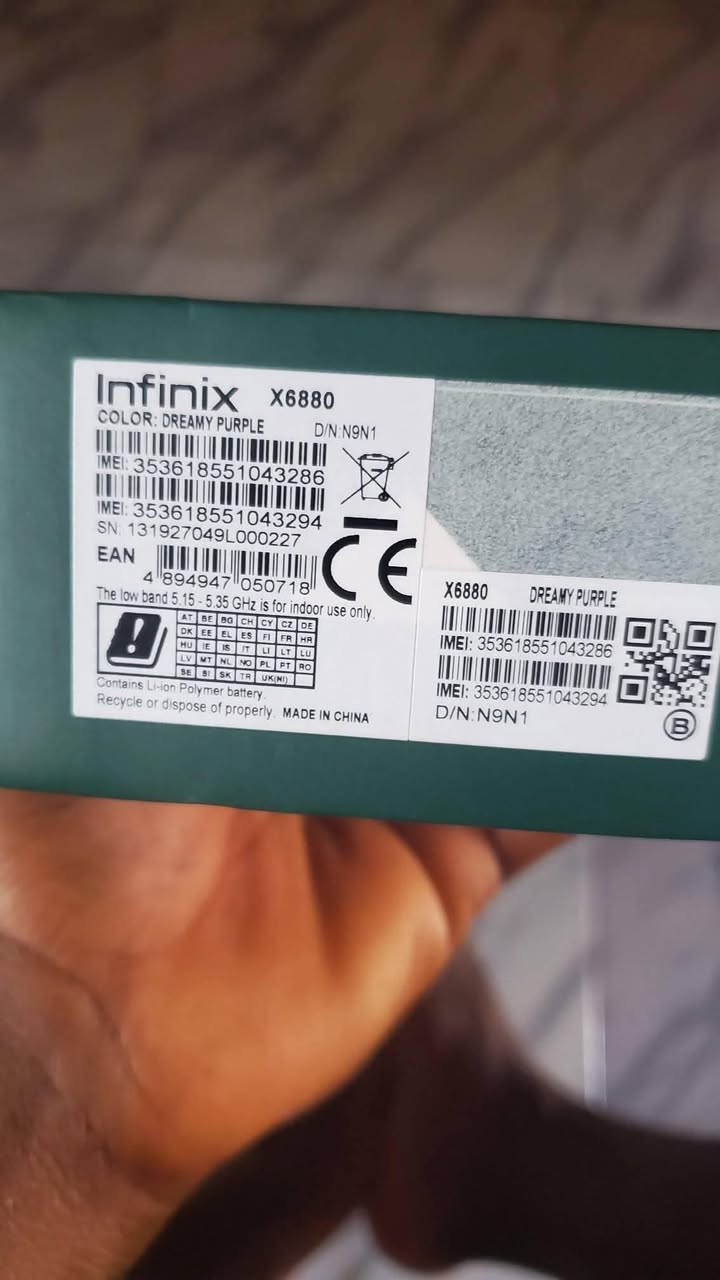 Infinix X6880
COLOR: DREAMY PURPLE D/N:N9N1
IMEI: 353618551043286
IMEI: 353618551043294
SN: 131927049L000227
EAN
4 894947 050718
CE
The low band 5.15 - 5.35 GHz is for indoor use only.
!
AT BE BG CH CY CZ DE
DK EE EL ES FI FR HR
HU IE IS IT LI LT LU
LV MT NL NO PL PT RO
SE BI SK TR UK(NI)
Contains Li-ion Polymer battery.
Recycle or dispose of properly. MADE IN CHINA
X6880 DREAMY PURPLE
IMEI: 353618551043286
IMEI: 353618551043294
D/N:N9N1
B